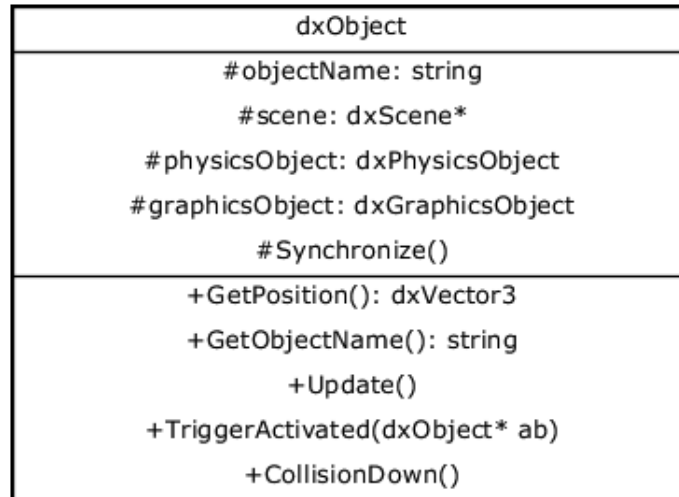 dxObject
#objectName: string
#scene: dxScene*
#physicsObject: dxPhysicsObject
#graphicsObject: dxGraphicsObject
#Synchronize()
+GetPosition(): dxVector3
+GetObjectName(): string
+Update()
+TriggerActivated(dxObject* ab)
+CollisionDown()